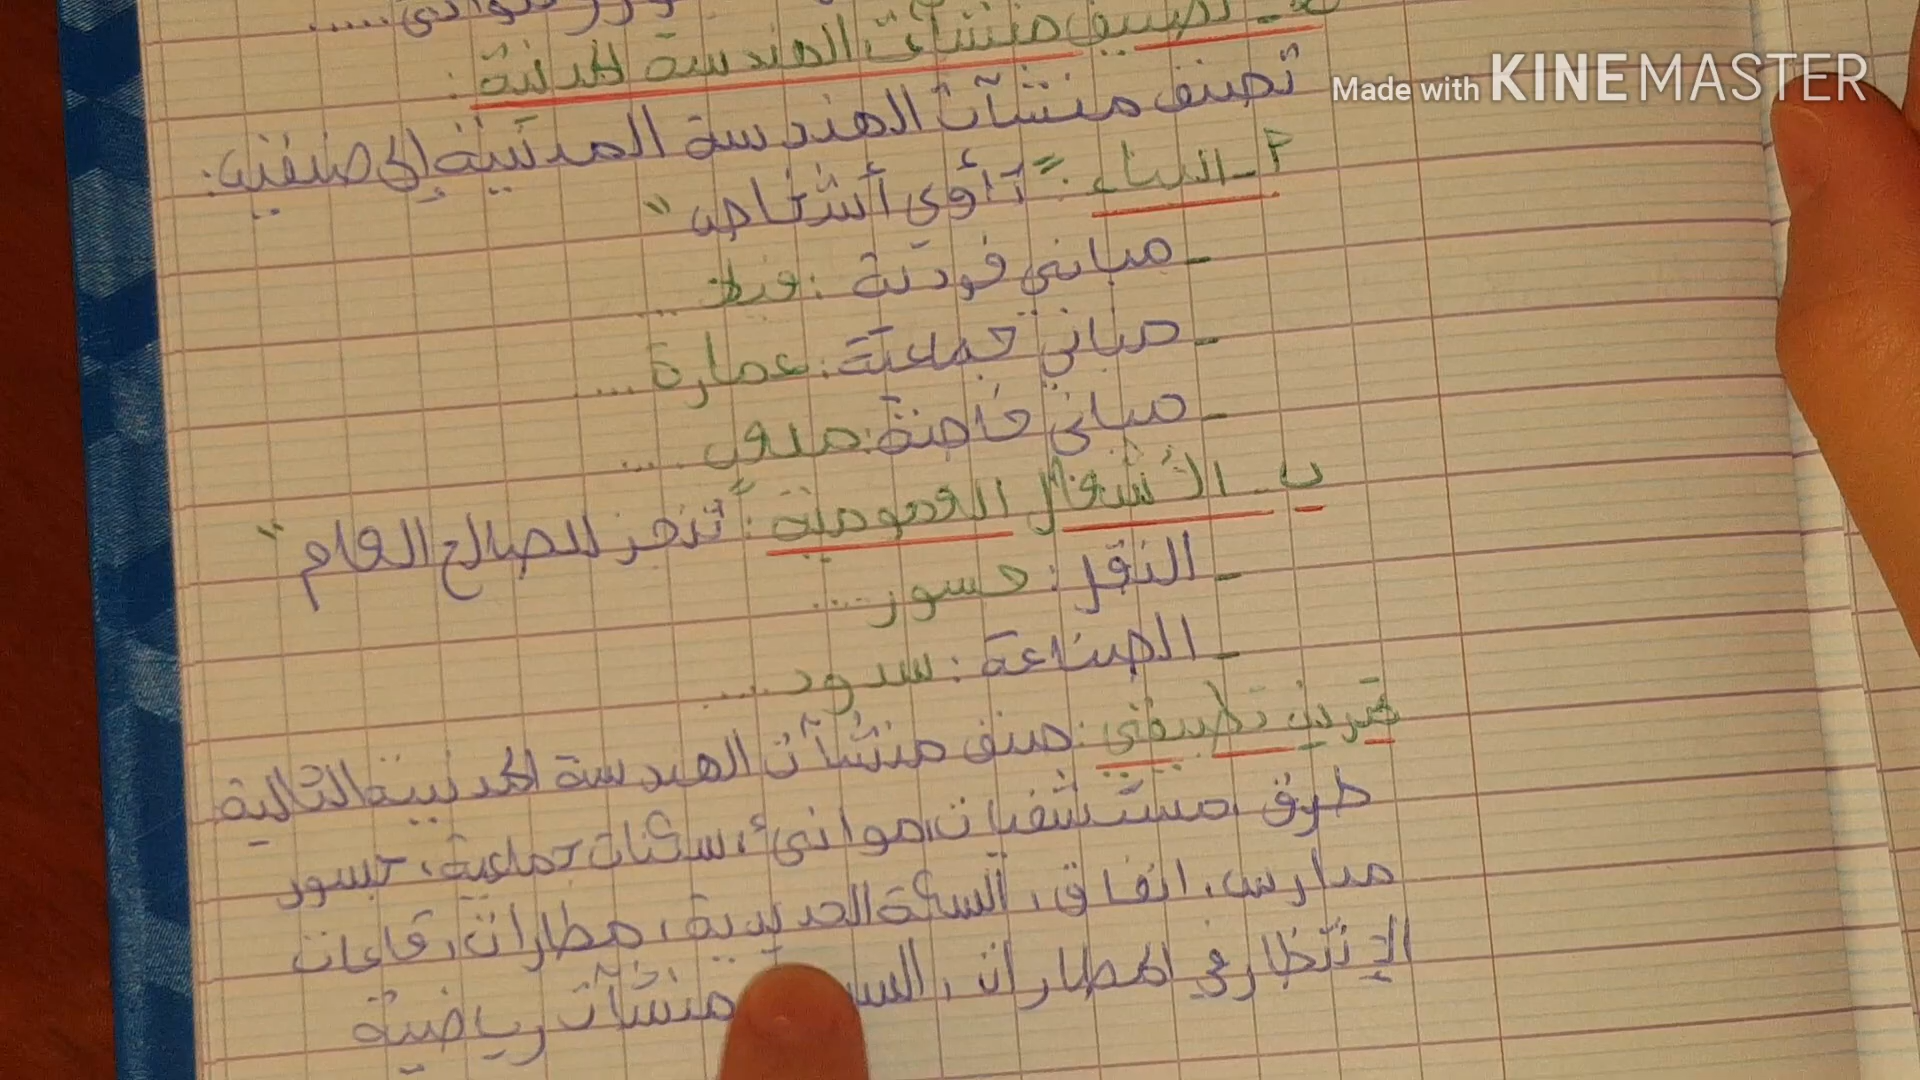 تصنيف منشآت الهندسة المدنية :
Made with KINEMASTER
تصنف منشآت الهندسة المدنية إلى صنفين :
أ ـ البناء : " تأوي أشخاص "
ـ مباني فردية : فيلا ...
ـ مباني جماعية : عمارة ...
ـ مباني خاصة :
ب ـ الأشغال العمومية : " تنجز للصالح العام "
ـ النقل : جسور ...
ـ الصناعة : سدود ...
تمرين تطبيقي : صنف منشآت الهندسة المدنية التالية
طرق ، مستشفيات ، موانئ ، سكنات جماعية ، جسور
مدارس ، انفاق ، السكة الحديدية ، مطارات ، قاعات
الإنتظار في المطارات ، منشآت رياضية